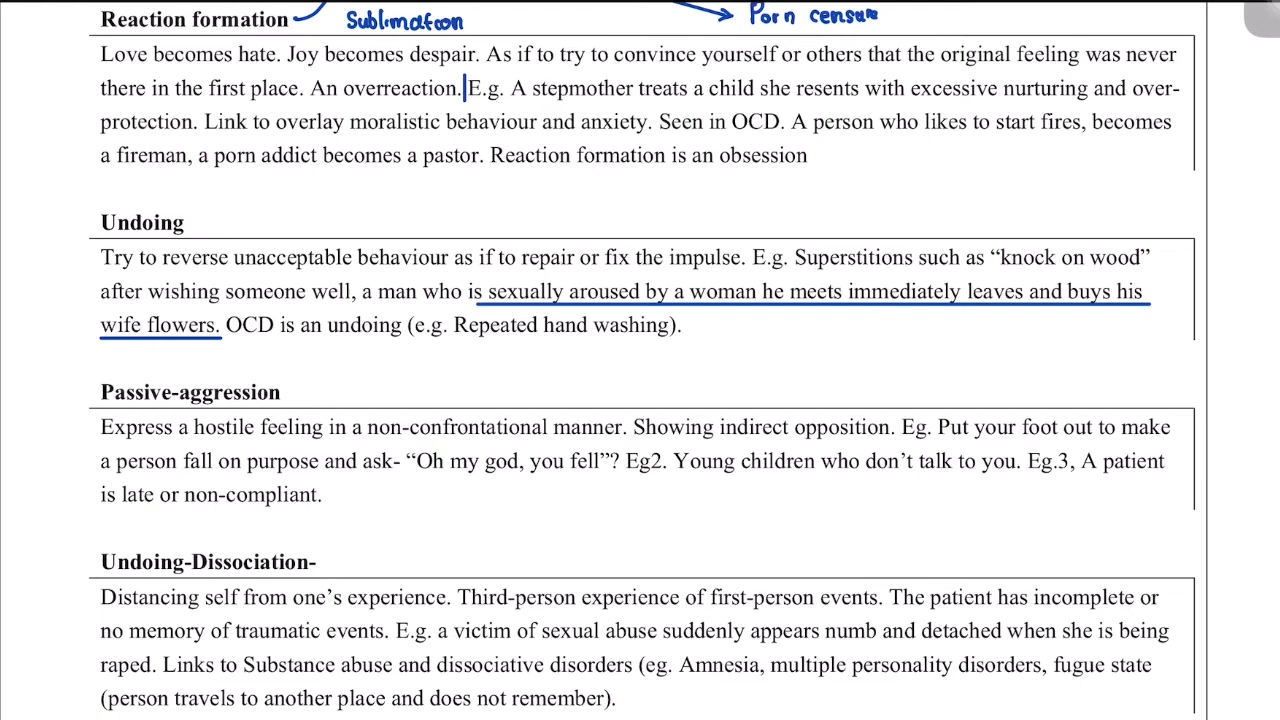 Reaction formation
Sublimation
Porn censure
Love becomes hate. Joy becomes despair. As if to try to convince yourself or others that the original feeling was never
there in the first place. An overreaction. E.g. A stepmother treats a child she resents with excessive nurturing and over-
protection. Link to overlay moralistic behaviour and anxiety. Seen in OCD. A person who likes to start fires, becomes
a fireman, a porn addict becomes a pastor. Reaction formation is an obsession
Undoing
Try to reverse unacceptable behaviour as if to repair or fix the impulse. E.g. Superstitions such as “knock on wood”
after wishing someone well, a man who is sexually aroused by a woman he meets immediately leaves and buys his
wife flowers. OCD is an undoing (e.g. Repeated hand washing).
Passive-aggression
Express a hostile feeling in a non-confrontational manner. Showing indirect opposition. Eg. Put your foot out to make
a person fall on purpose and ask- “Oh my god, you fell”? Eg2. Young children who don’t talk to you. Eg.3, A patient
is late or non-compliant.
Undoing-Dissociation-
Distancing self from one’s experience. Third-person experience of first-person events. The patient has incomplete or
no memory of traumatic events. E.g. a victim of sexual abuse suddenly appears numb and detached when she is being
raped. Links to Substance abuse and dissociative disorders (eg. Amnesia, multiple personality disorders, fugue state
(person travels to another place and does not remember).